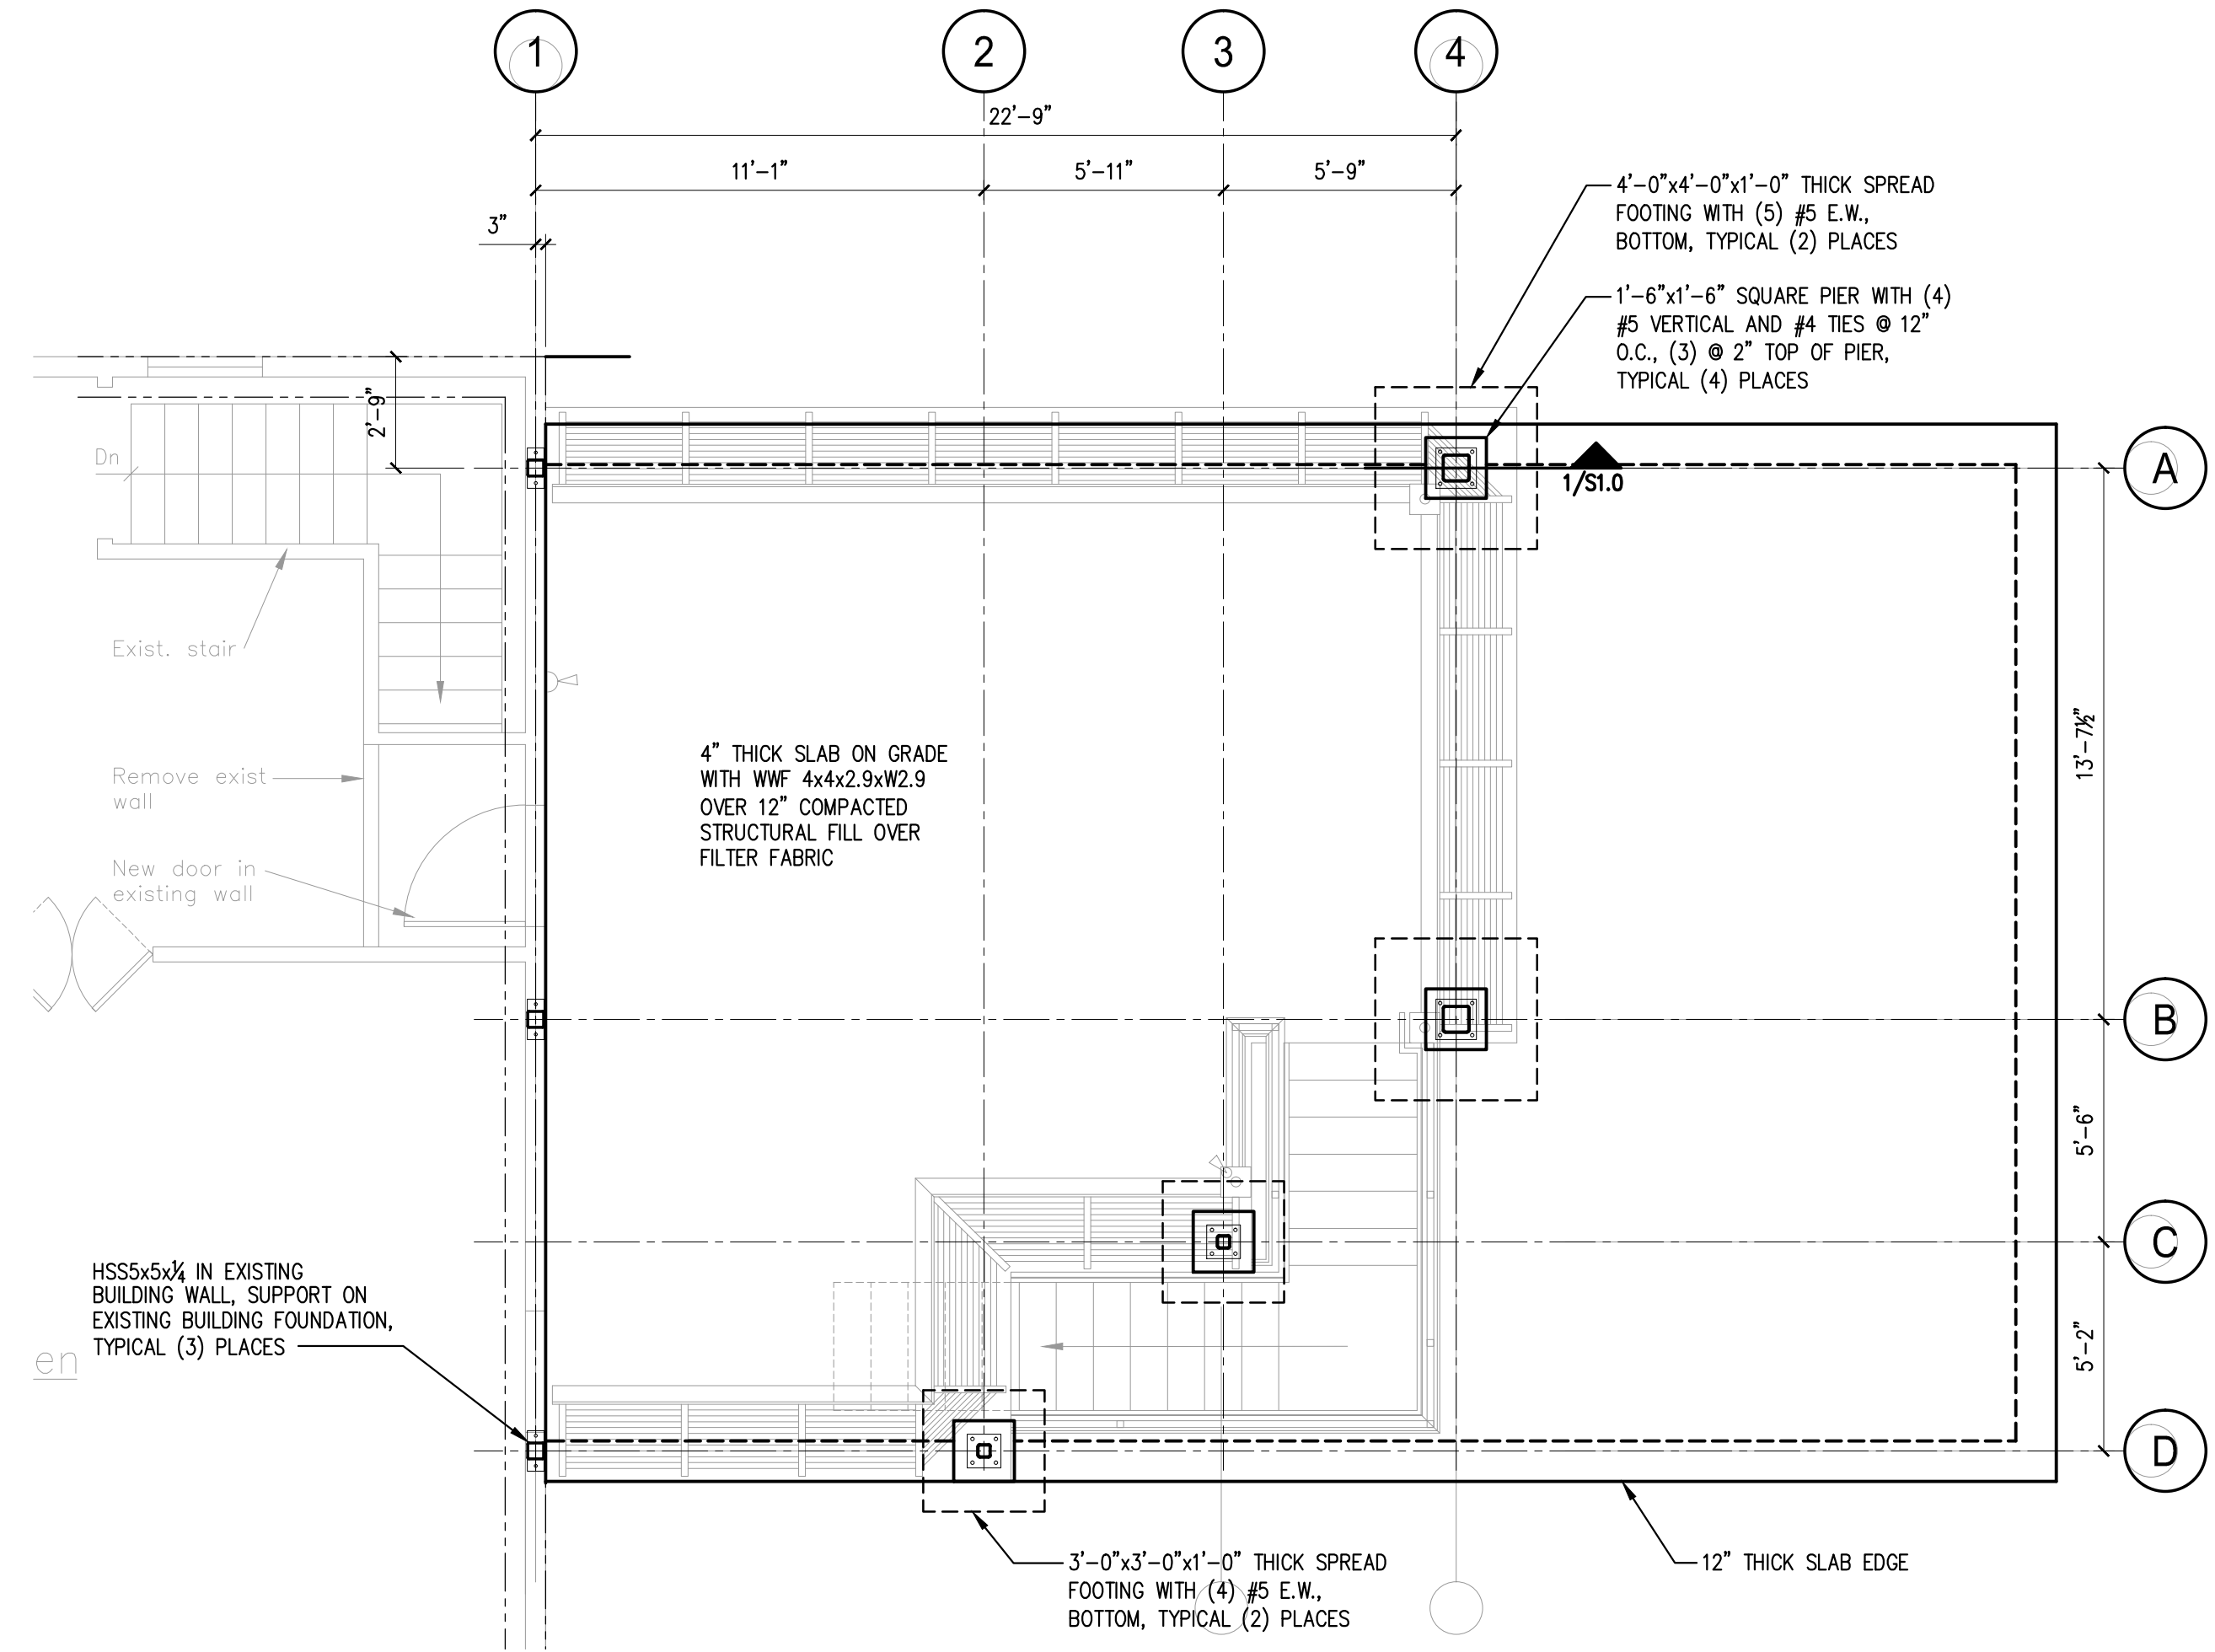 1
2
3
4
22'-9"
11'-1"
5'-11"
5'-9"
3"
4'-0"x4'-0"x1'-0" THICK SPREAD
FOOTING WITH (5) #5 E.W.,
BOTTOM, TYPICAL (2) PLACES
1'-6"x1'-6" SQUARE PIER WITH (4)
#5 VERTICAL AND #4 TIES @ 12"
O.C., (3) @ 2" TOP OF PIER,
TYPICAL (4) PLACES
2'-9"
Dn
A
1/S1.0
Exist. stair
13'-7½"
4" THICK SLAB ON GRADE
WITH WWF 4x4x2.9xW2.9
OVER 12" COMPACTED
STRUCTURAL FILL OVER
FILTER FABRIC
Remove exist
wall
New door in
existing wall
B
5'-6"
C
HSS5x5x¼ IN EXISTING
BUILDING WALL, SUPPORT ON
EXISTING BUILDING FOUNDATION,
TYPICAL (3) PLACES
5'-2"
en
D
3'-0"x3'-0"x1'-0" THICK SPREAD
FOOTING WITH (4) #5 E.W.,
BOTTOM, TYPICAL (2) PLACES
12" THICK SLAB EDGE